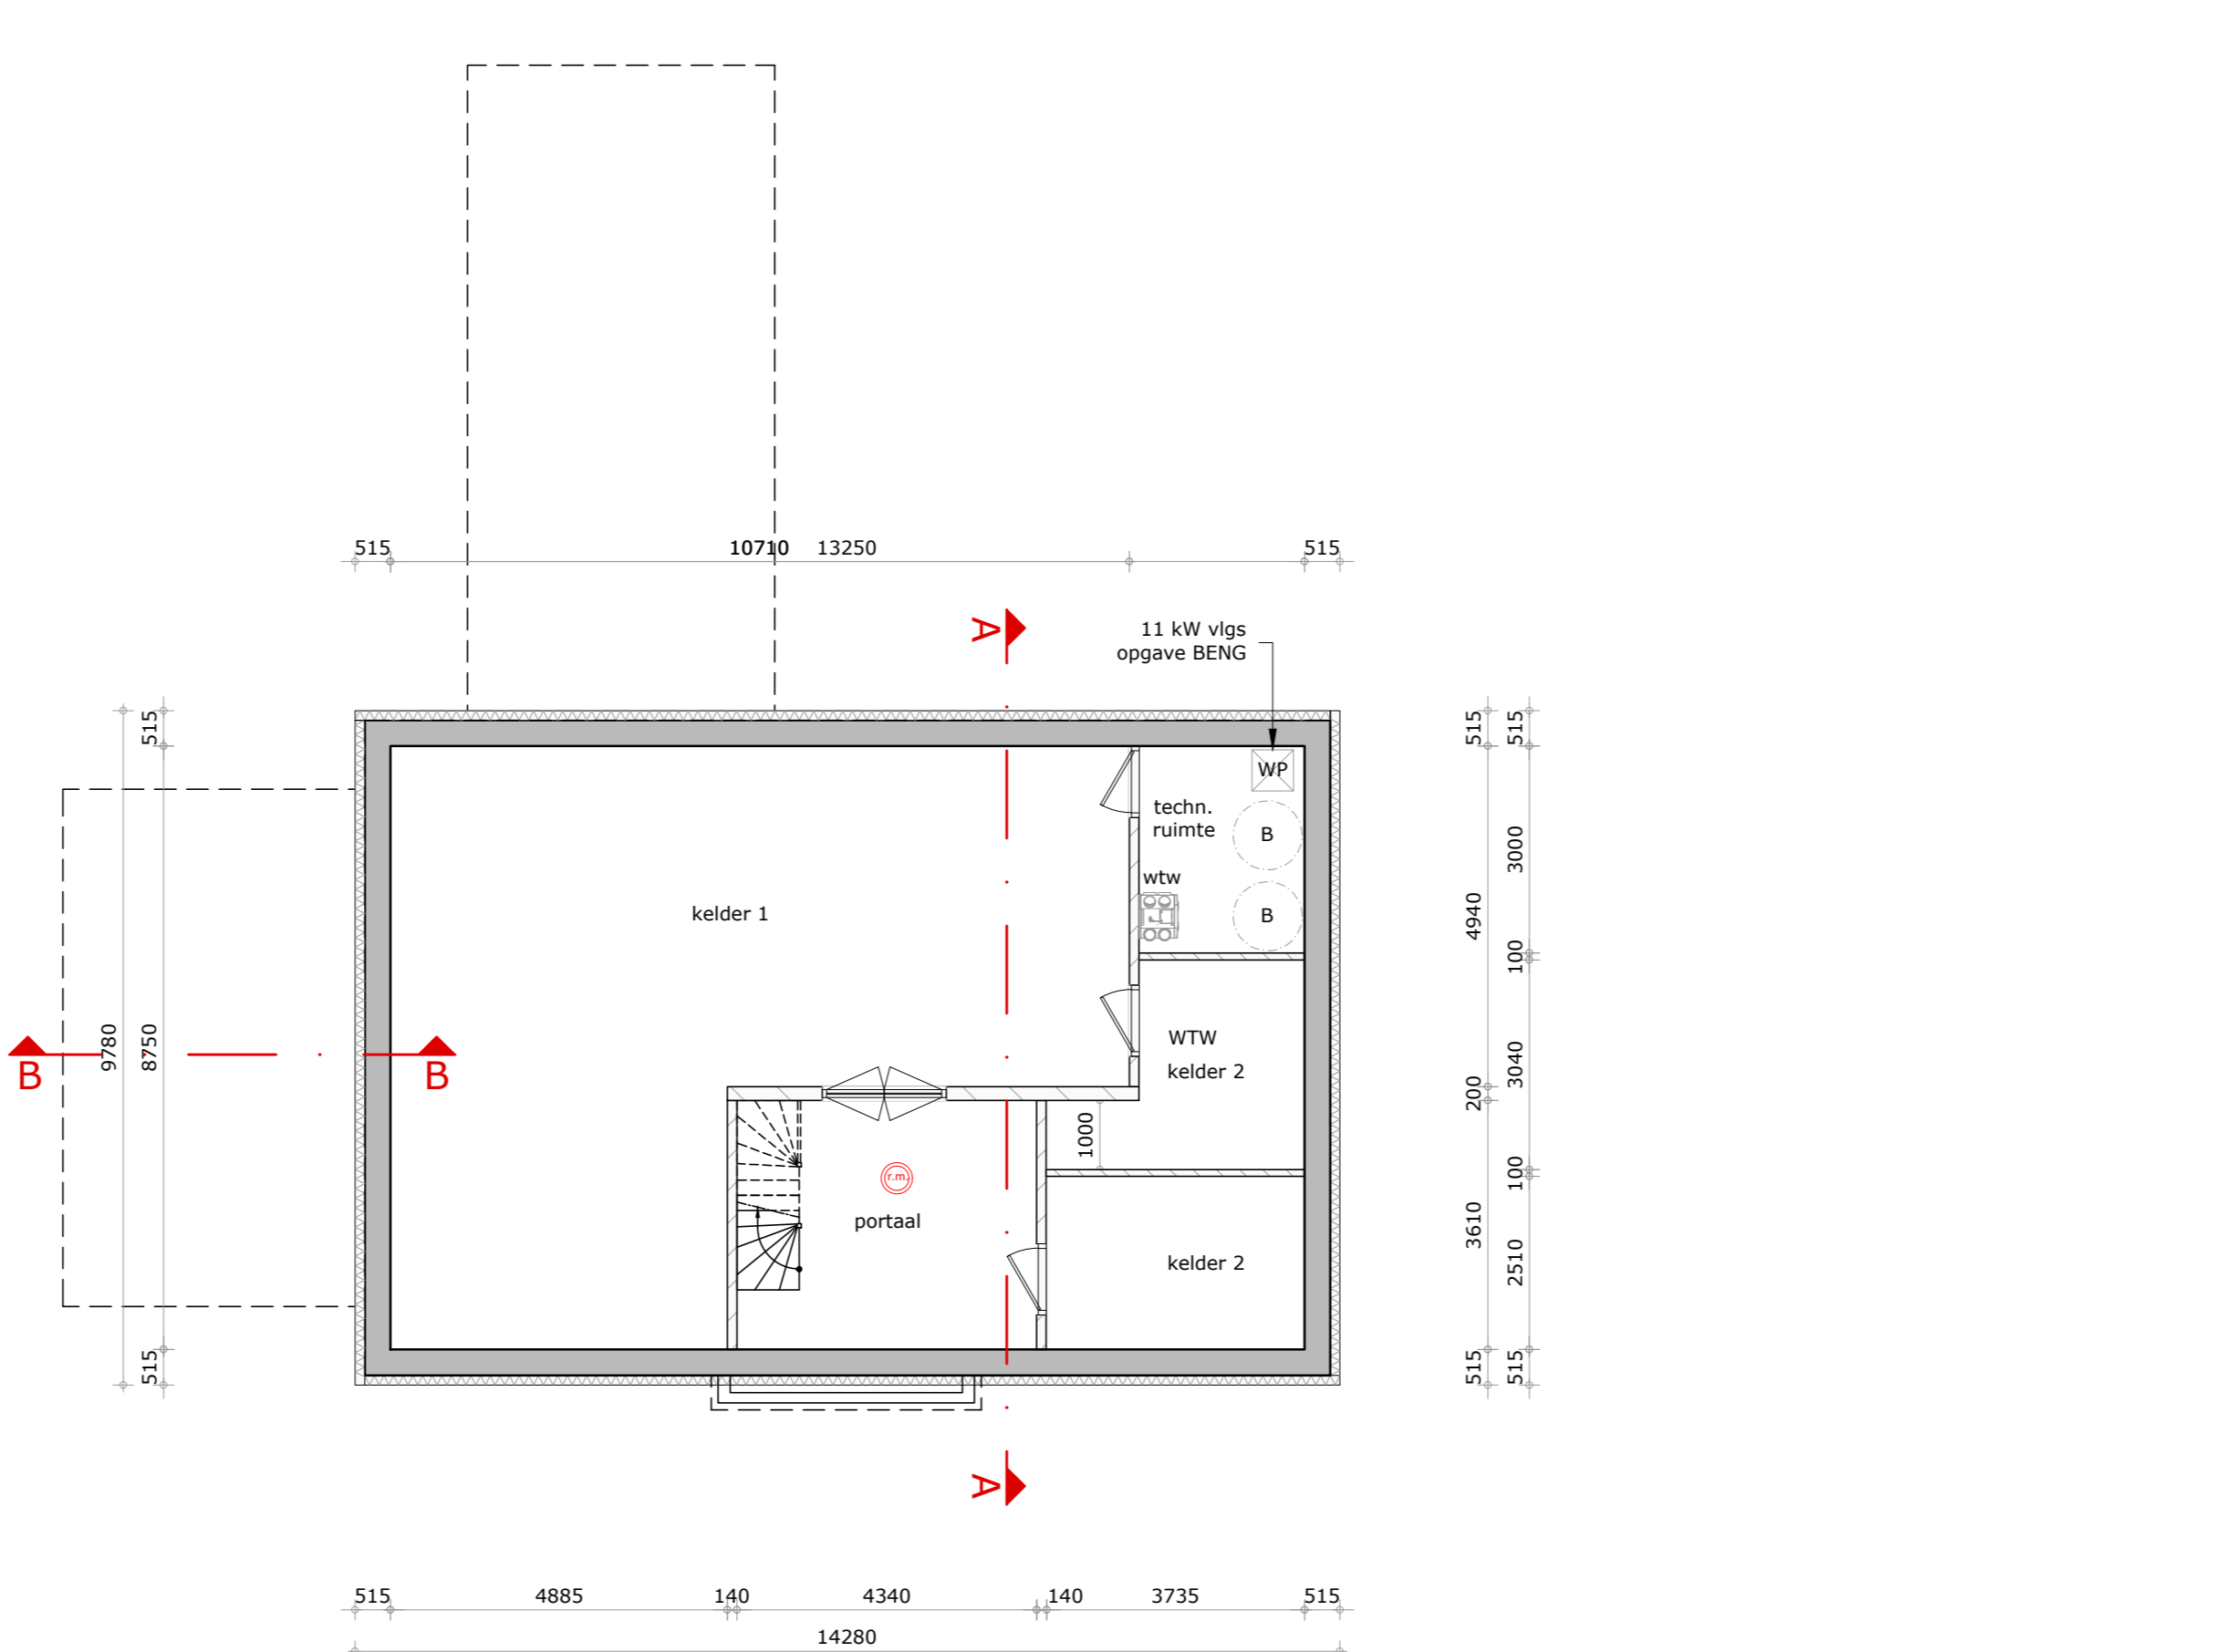 515
10710
13250
515
A
11 kW vlgs
opgave BENG
515
515
515
WP
techn.
ruimte
B
3000
wtw
kelder 1
B
4940
100
9780
8750
WTW
3040
B
B
kelder 2
200
1000
r.m.
100
portaal
3610
kelder 2
2510
515
515
515
A
515
4885
140
4340
140
3735
515
14280